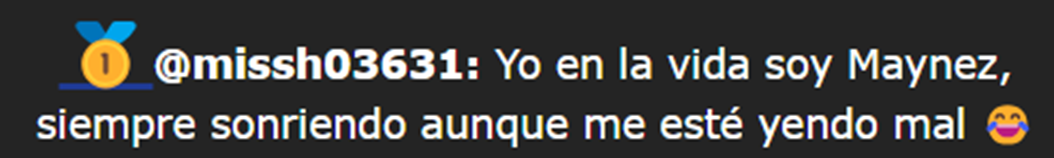 🥇@missh03631: Yo en la vida soy Maynez,
siempre sonriendo aunque me esté yendo mal 😂